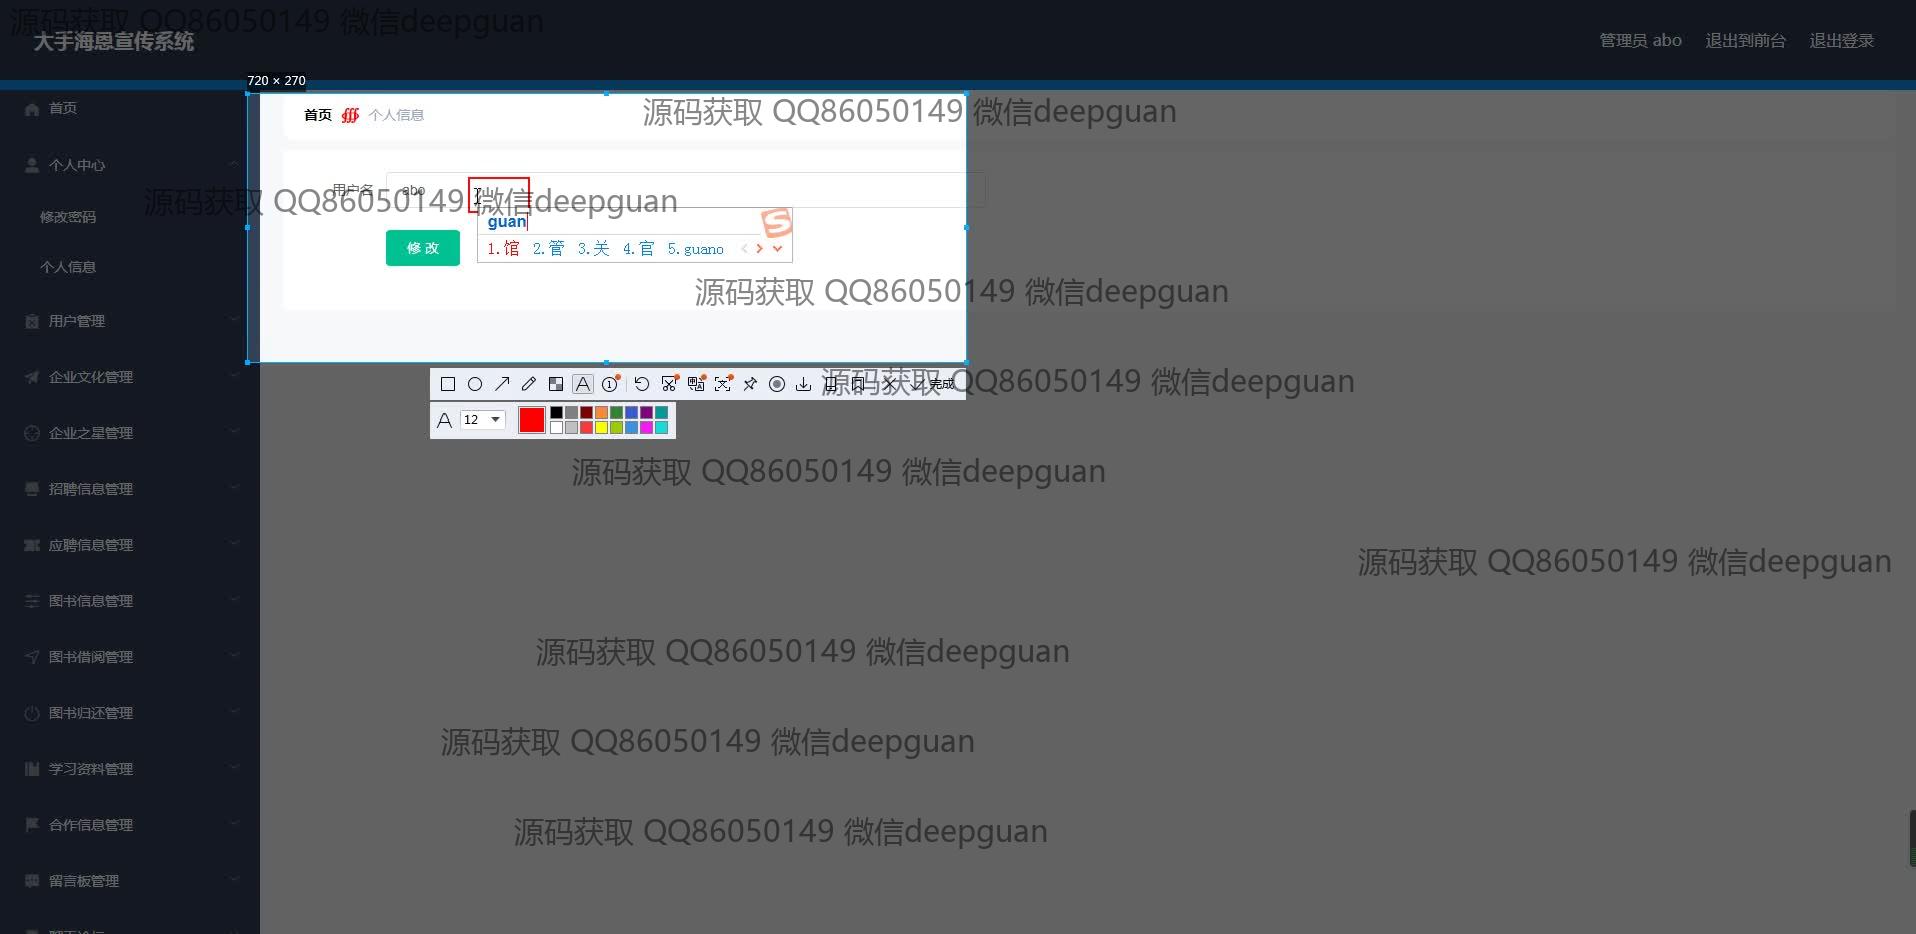 源码获取 QQ86050149 微信deepguan
大手海恩宣传系统
管理员 abo 退出到前台 退出登录
720 × 270
首页
首页 个人信息
源码获取 QQ86050149 微信deepguan
个人中心
用户名 abo
源码获取 QQ86050149 微信deepguan
修改密码
guan
修 改
1.馆 2.管 3.关 4.官 5.guano
个人信息
源码获取 QQ86050149 微信deepguan
用户管理
企业文化管理
完成
源码获取 QQ86050149 微信deepguan
A 12
企业之星管理
源码获取 QQ86050149 微信deepguan
招聘信息管理
应聘信息管理
源码获取 QQ86050149 微信deepguan
图书信息管理
图书借阅管理
源码获取 QQ86050149 微信deepguan
图书归还管理
源码获取 QQ86050149 微信deepguan
学习资料管理
合作信息管理
源码获取 QQ86050149 微信deepguan
留言板管理